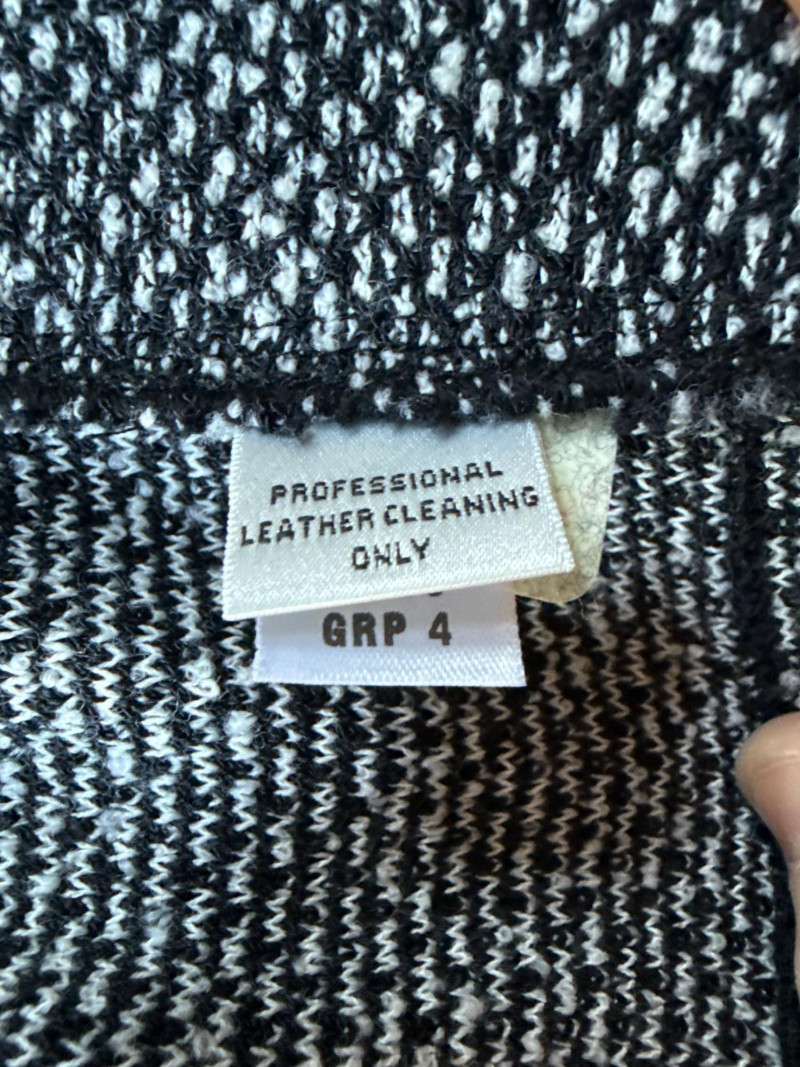 PROFESSIONAL
LEATHER CLEANING
ONLY
GRP 4